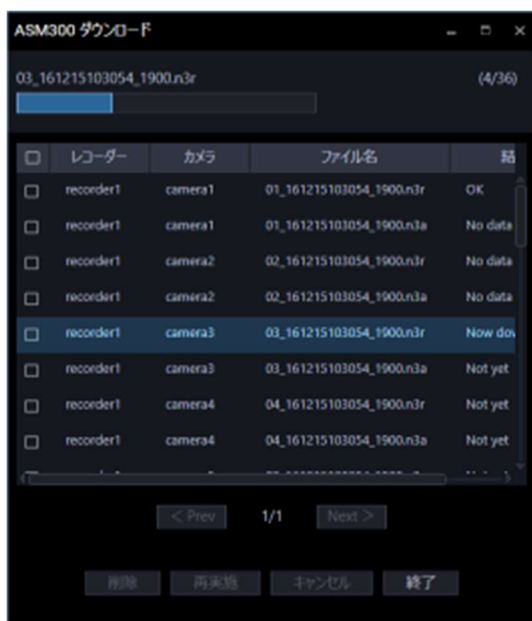 ASM300 ダウンロード
03_161215103054_1900.n3r (4/36)
レコーダー カメラ ファイル名 結
recorder1 camera1 01_161215103054_1900.n3r OK
recorder1 camera1 01_161215103054_1900.n3a No data
recorder1 camera2 02_161215103054_1900.n3r No data
recorder1 camera2 02_161215103054_1900.n3a No data
recorder1 camera3 03_161215103054_1900.n3r Now dov
recorder1 camera3 03_161215103054_1900.n3a Not yet
recorder1 camera4 04_161215103054_1900.n3r Not yet
recorder1 camera4 04_161215103054_1900.n3a Not yet
< Prev 1/1 Next >
削除 再実施 キャンセル 終了